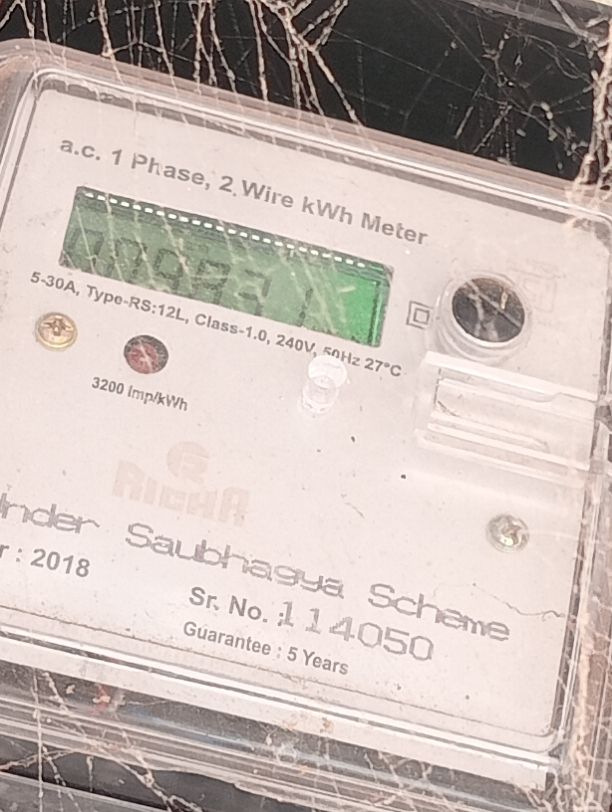 a.c. 1 Phase, 2 Wire kWh Meter
5-30A, Type-RS:12L, Class-1.0, 240V, 50Hz 27°C
3200 Imp/kWh
RICHA
Under Saubhagya Scheme
r : 2018
Sr. No. : 114050
Guarantee : 5 Years